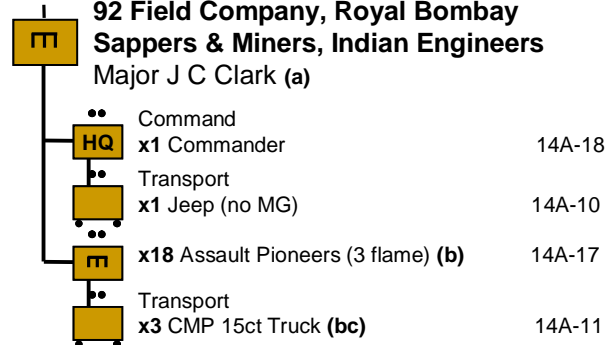 92 Field Company, Royal Bombay
Sappers & Miners, Indian Engineers
Major J C Clark (a)
Command
HQ x1 Commander 14A-18
Transport
x1 Jeep (no MG) 14A-10
x18 Assault Pioneers (3 flame) (b) 14A-17
Transport
x3 CMP 15ct Truck (bc) 14A-11